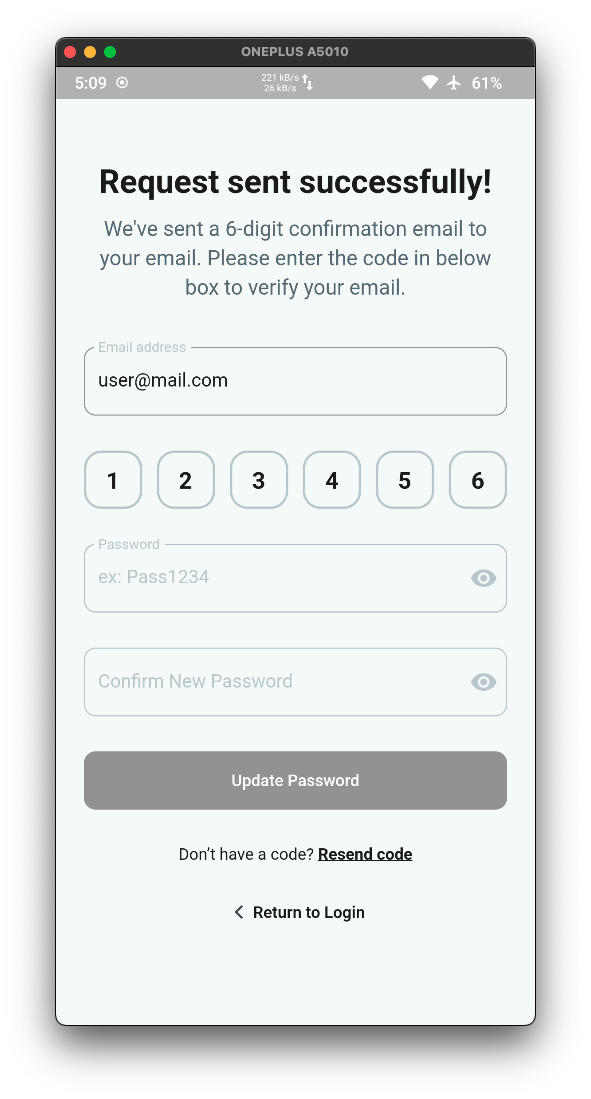 ONEPLUS A5010
5:09
221 kB/s
26 kB/s
61%
Request sent successfully!
We've sent a 6-digit confirmation email to
your email. Please enter the code in below
box to verify your email.
Email address
user@mail.com
1 2 3 4 5 6
Password
ex: Pass1234
Confirm New Password
Update Password
Don't have a code? Resend code
Return to Login